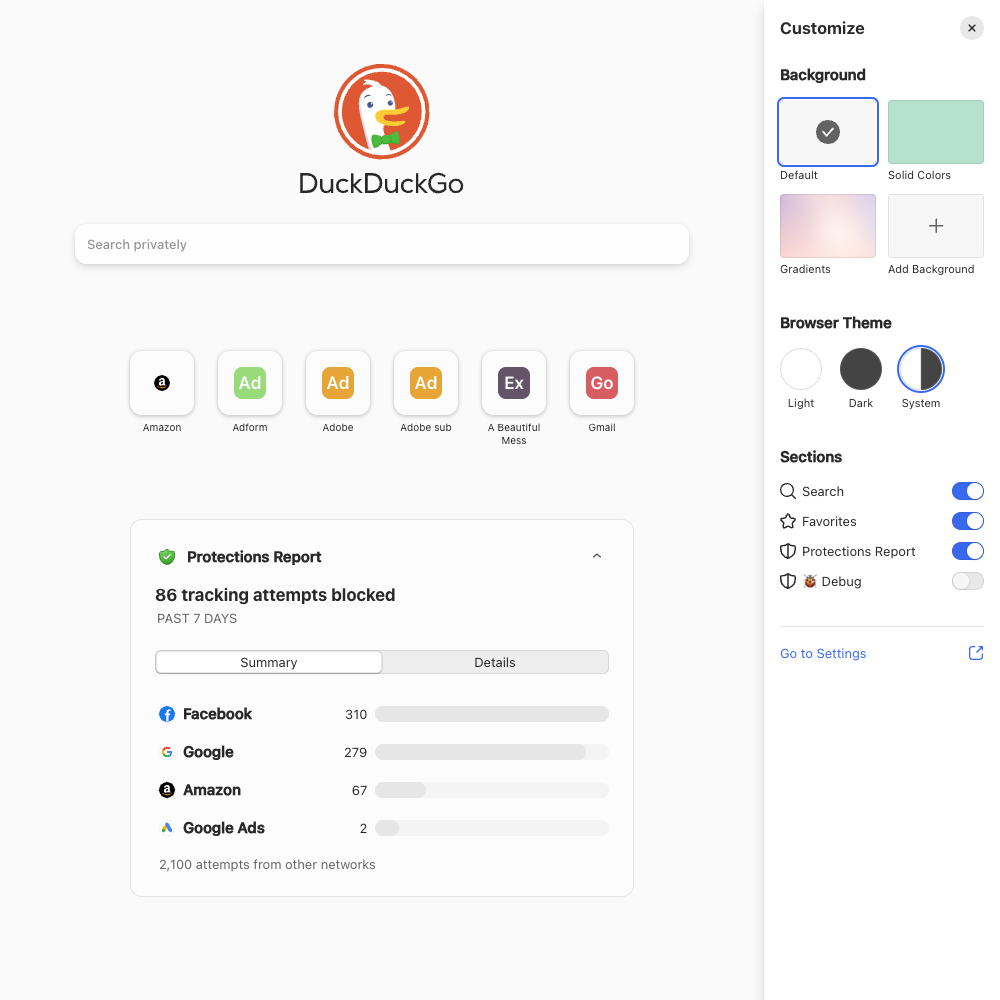 DuckDuckGo
Search privately
Amazon
Ad
Adform
Ad
Adobe
Ad
Adobe sub
Ex
A Beautiful
Mess
Go
Gmail
Protections Report
86 tracking attempts blocked
PAST 7 DAYS
Summary
Details
Facebook 310
Google 279
Amazon 67
Google Ads 2
2,100 attempts from other networks
Customize
Background
Default
Solid Colors
Gradients
Add Background
Browser Theme
Light
Dark
System
Sections
Search
Favorites
Protections Report
🐞 Debug
Go to Settings